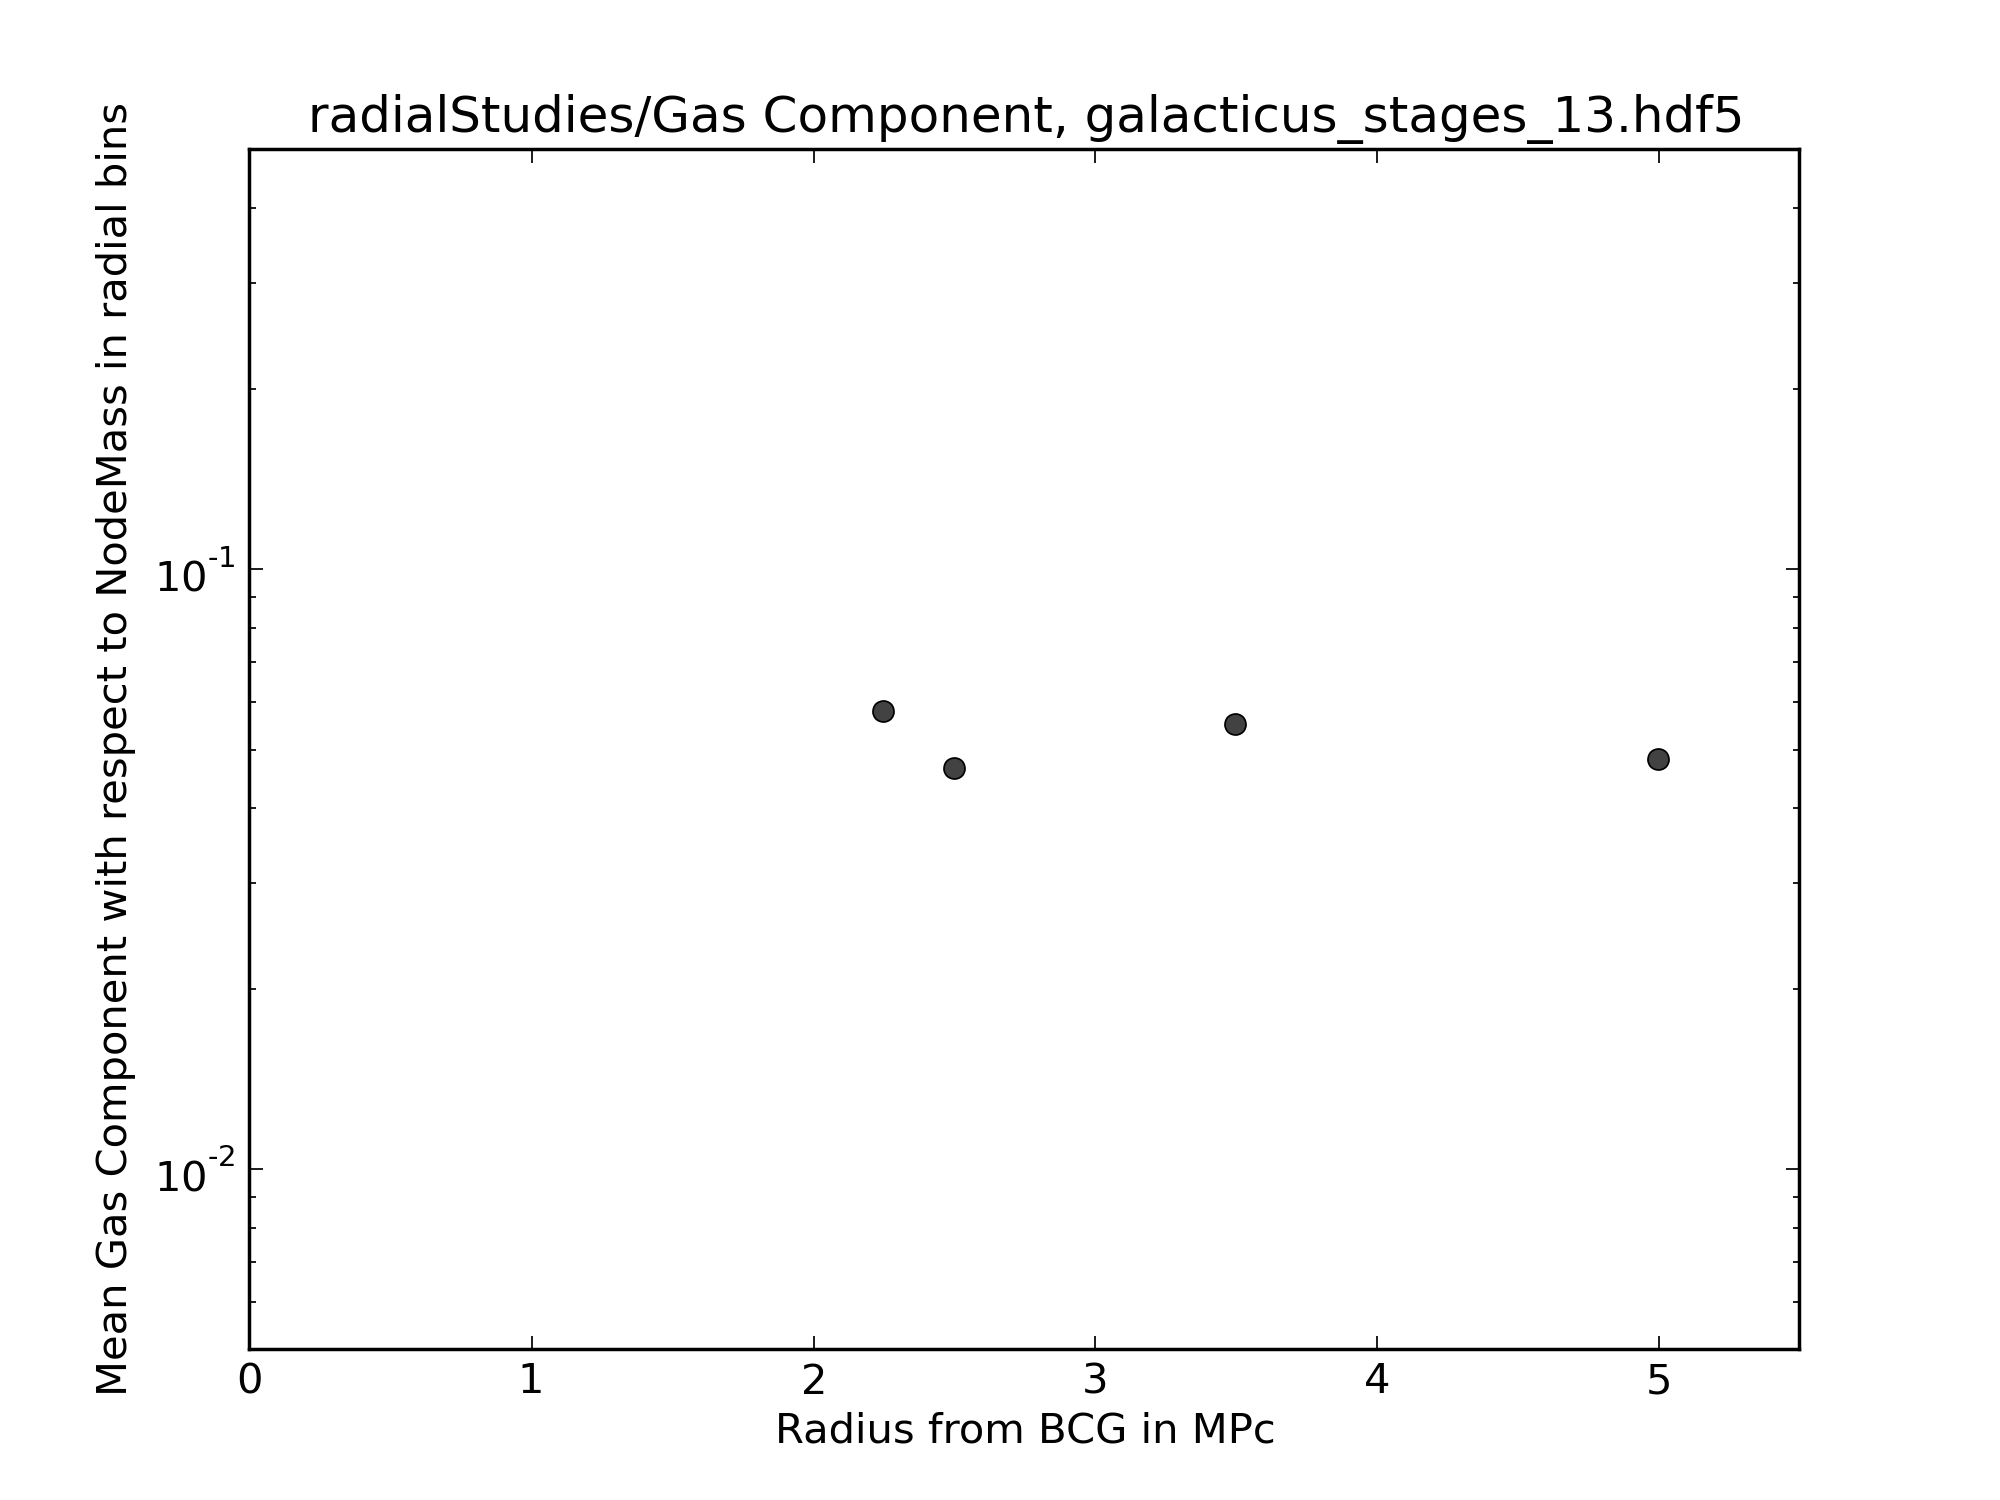 radialStudies/Gas Component, galacticus_stages_13.hdf5
Mean Gas Component with respect to NodeMass in radial bins
10^-1
10^-2
0 1 2 3 4 5
Radius from BCG in MPc